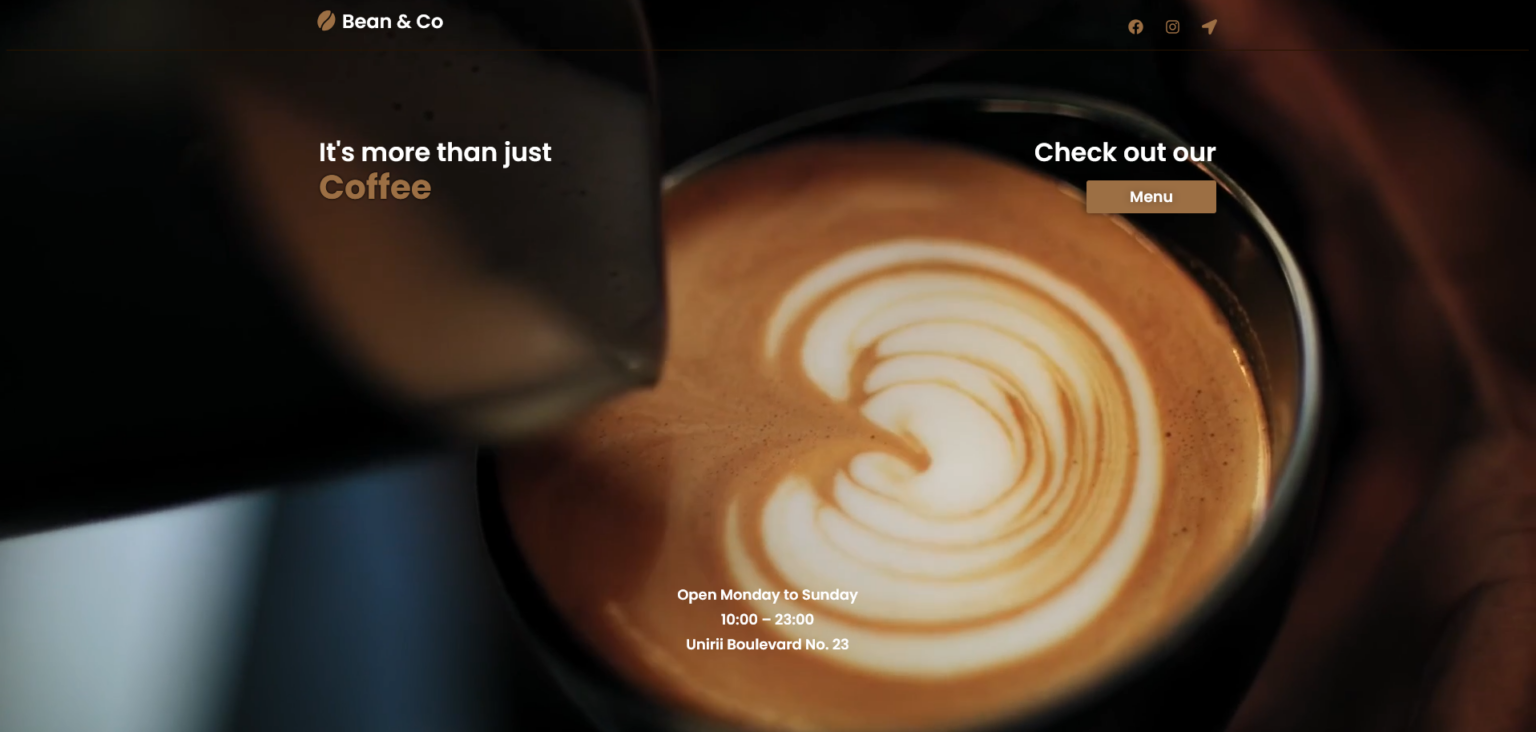 Bean & Co
It's more than just
Coffee
Check out our
Menu
Open Monday to Sunday
10:00 – 23:00
Unirii Boulevard No. 23